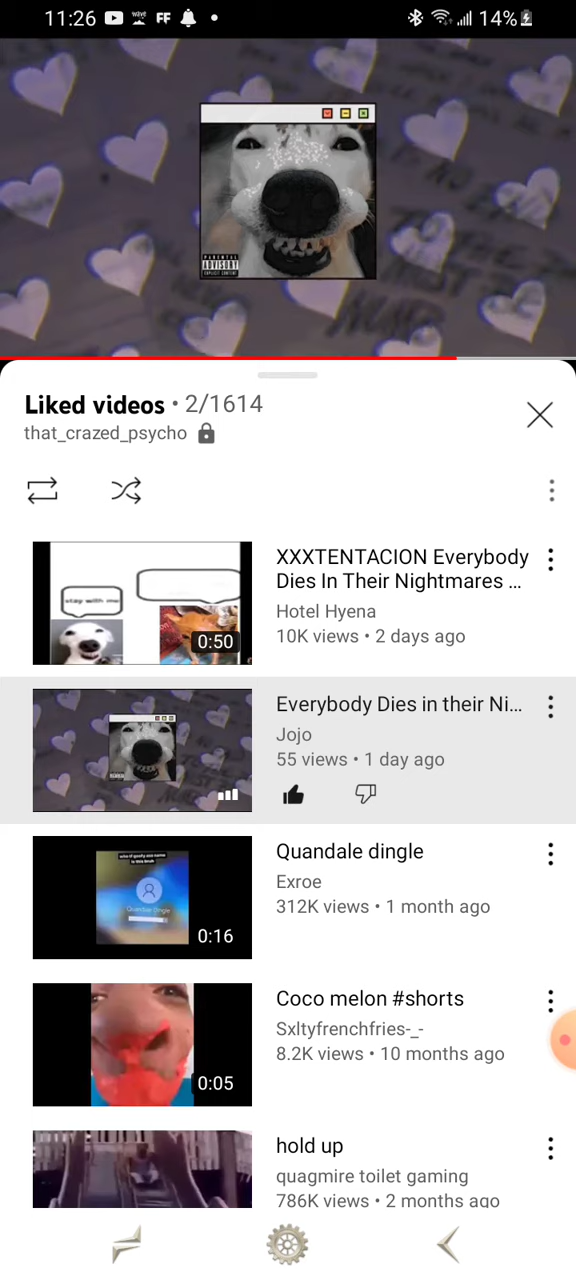 11:26 wave FF 14%
PARENTAL
ADVISORY
EXPLICIT CONTENT
Liked videos • 2/1614
that_crazed_psycho
XXXTENTACION Everybody
Dies In Their Nightmares ...
Hotel Hyena
10K views • 2 days ago
stay with me
0:50
Everybody Dies in their Ni...
Jojo
55 views • 1 day ago
Quandale dingle
Exroe
312K views • 1 month ago
Quandale Dingle
0:16
Coco melon #shorts
Sxltyfrenchfries-_-
8.2K views • 10 months ago
0:05
hold up
quagmire toilet gaming
786K views • 2 months ago